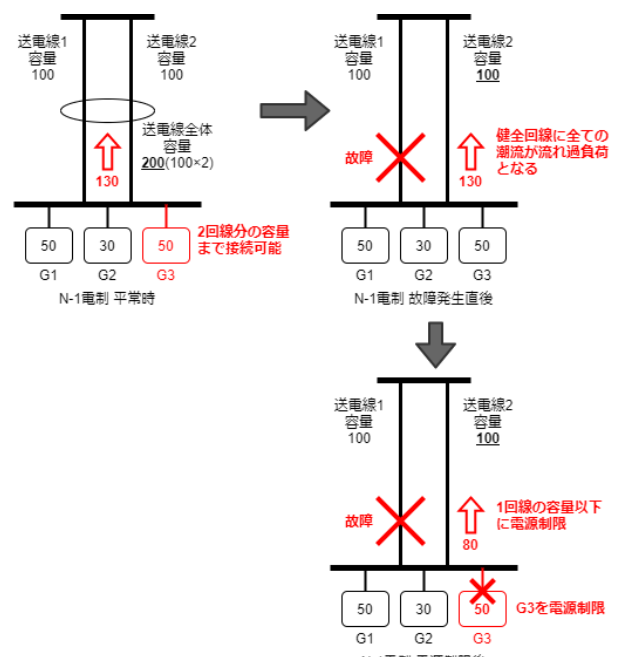 送電線1
容量
100
送電線2
容量
100
送電線全体
容量
200(100×2)
130
50
30
50
G1
G2
G3
2回線分の容量
まで接続可能
N-1電制 平常時
送電線1
容量
100
送電線2
容量
100
故障
130
健全回線に全ての
潮流が流れ過負荷
となる
50
30
50
G1
G2
G3
N-1電制 故障発生直後
送電線1
容量
100
送電線2
容量
100
故障
80
1回線の容量以下
に電源制限
50
30
50
G3を電源制限
G1
G2
G3